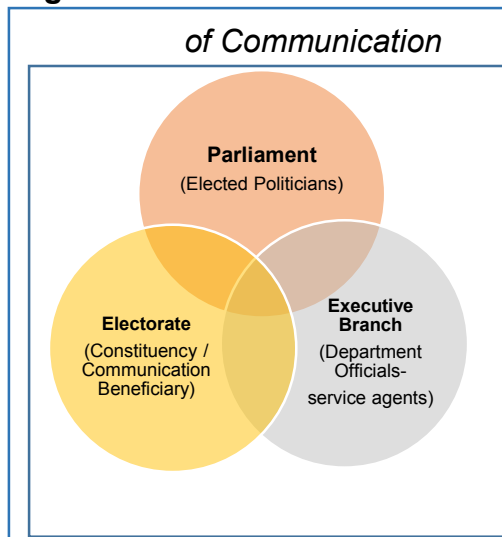 of Communication
Parliament
(Elected Politicians)
Electorate
(Constituency /
Communication
Beneficiary)
Executive
Branch
(Department
Officials-
service agents)